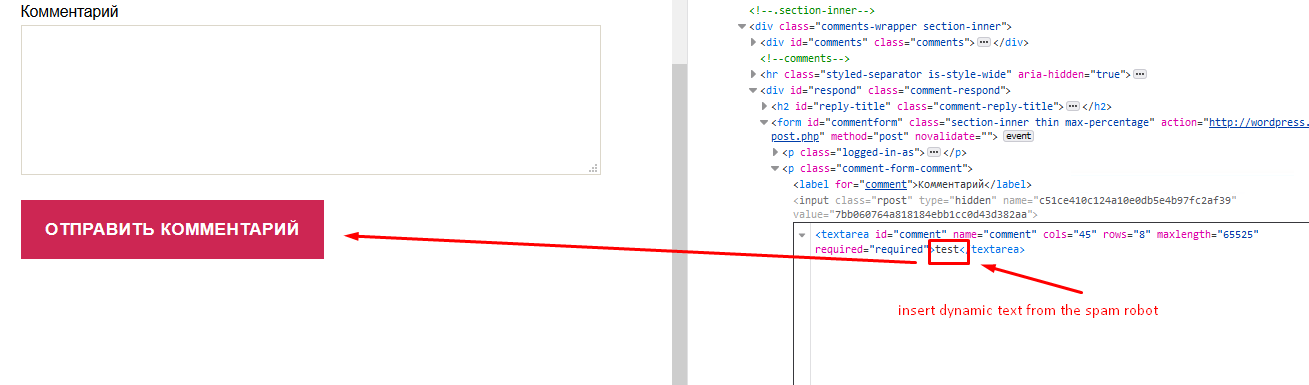 Комментарий
ОТПРАВИТЬ КОММЕНТАРИЙ
<!--.section-inner-->
<div class="comments-wrapper section-inner">
<div id="comments" class="comments">…</div>
<!--comments-->
<hr class="styled-separator is-style-wide" aria-hidden="true">…
<div id="respond" class="comment-respond">
<h2 id="reply-title" class="comment-reply-title">…</h2>
<form id="commentform" class="section-inner thin max-percentage" action="http://wordpress.
post.php" method="post" novalidate=""> event
<p class="logged-in-as">…</p>
<p class="comment-form-comment">
<label for="comment">Комментарий</label>
<input class="rpost" type="hidden" name="c51ce410c124a10e0db5e4b97fc2af39"
value="7bb060764a818184ebb1cc0d43d382aa">
<textarea id="comment" name="comment" cols="45" rows="8" maxlength="65525"
required="required">test</textarea>
insert dynamic text from the spam robot